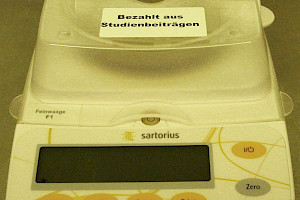 Bezahlt aus
Studienbeiträgen
Feinwaage
F1
sartorius
I/⏻
Zero